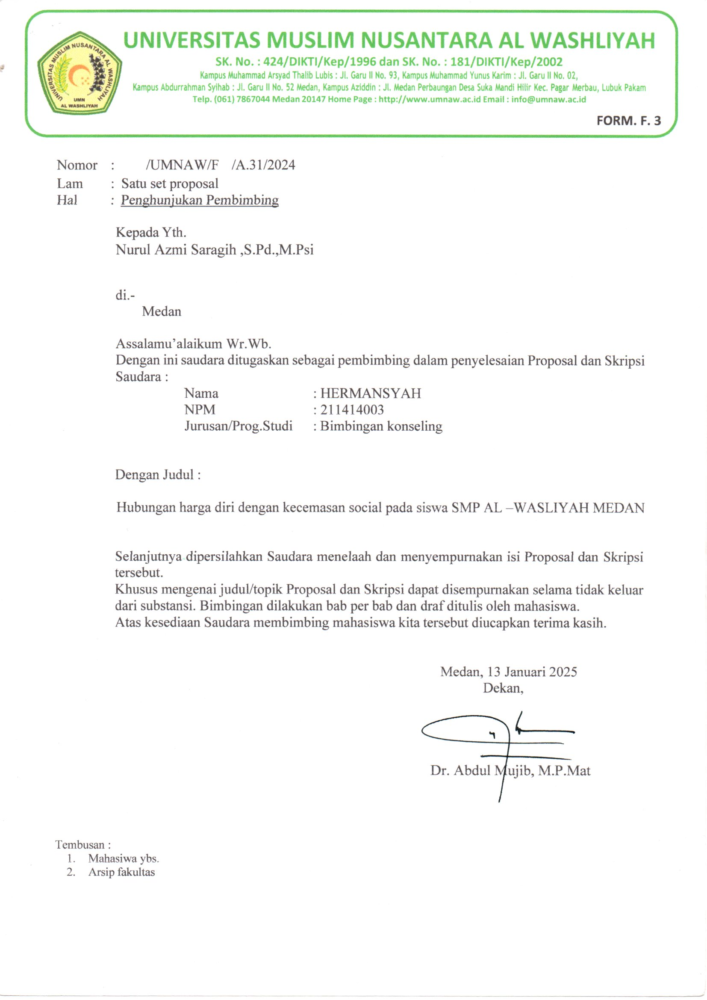 UNIVERSITAS MUSLIM NUSANTARA AL WASHLIYAH
SK. No. : 424/DIKTI/Kep/1996 dan SK. No. : 181/DIKTI/Kep/2002
Kampus Muhammad Arsyad Thalib Lubis : Jl. Garu II No. 93, Kampus Muhammad Yunus Karim : Jl. Garu II No. 02,
Kampus Abdurrahman Syihab : Jl. Garu II No. 52 Medan, Kampus Aziddin : Jl. Medan Perbaungan Desa Suka Mandi Hilir Kec. Pagar Merbau, Lubuk Pakam
Telp. (061) 7867044 Medan 20147 Home Page : http://www.umnaw.ac.id Email : info@umnaw.ac.id
FORM. F. 3
UNIVERSITAS MUSLIM NUSANTARA AL WASHLIYAH
UMN
AL WASHLIYAH
Nomor : /UMNAW/F /A.31/2024
Lam : Satu set proposal
Hal : Penghunjukan Pembimbing
Kepada Yth.
Nurul Azmi Saragih ,S.Pd.,M.Psi
di.-
Medan
Assalamu’alaikum Wr.Wb.
Dengan ini saudara ditugaskan sebagai pembimbing dalam penyelesaian Proposal dan Skripsi
Saudara :
Nama : HERMANSYAH
NPM : 211414003
Jurusan/Prog.Studi : Bimbingan konseling
Dengan Judul :
Hubungan harga diri dengan kecemasan social pada siswa SMP AL –WASLIYAH MEDAN
Selanjutnya dipersilahkan Saudara menelaah dan menyempurnakan isi Proposal dan Skripsi
tersebut.
Khusus mengenai judul/topik Proposal dan Skripsi dapat disempurnakan selama tidak keluar
dari substansi. Bimbingan dilakukan bab per bab dan draf ditulis oleh mahasiswa.
Atas kesediaan Saudara membimbing mahasiswa kita tersebut diucapkan terima kasih.
Medan, 13 Januari 2025
Dekan,
Dr. Abdul Mujib, M.P.Mat
Tembusan :
1. Mahasiwa ybs.
2. Arsip fakultas